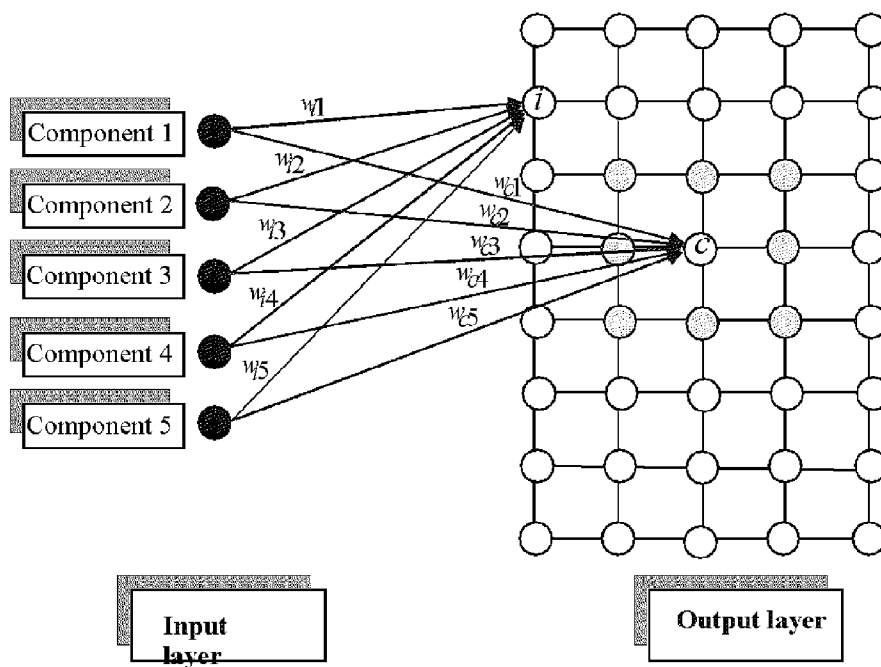 Component 1
Component 2
Component 3
Component 4
Component 5
wi1
wi2
wi3
wi4
wi5
wc1
wc2
wc3
wc4
wc5
i
c
Input
layer
Output layer